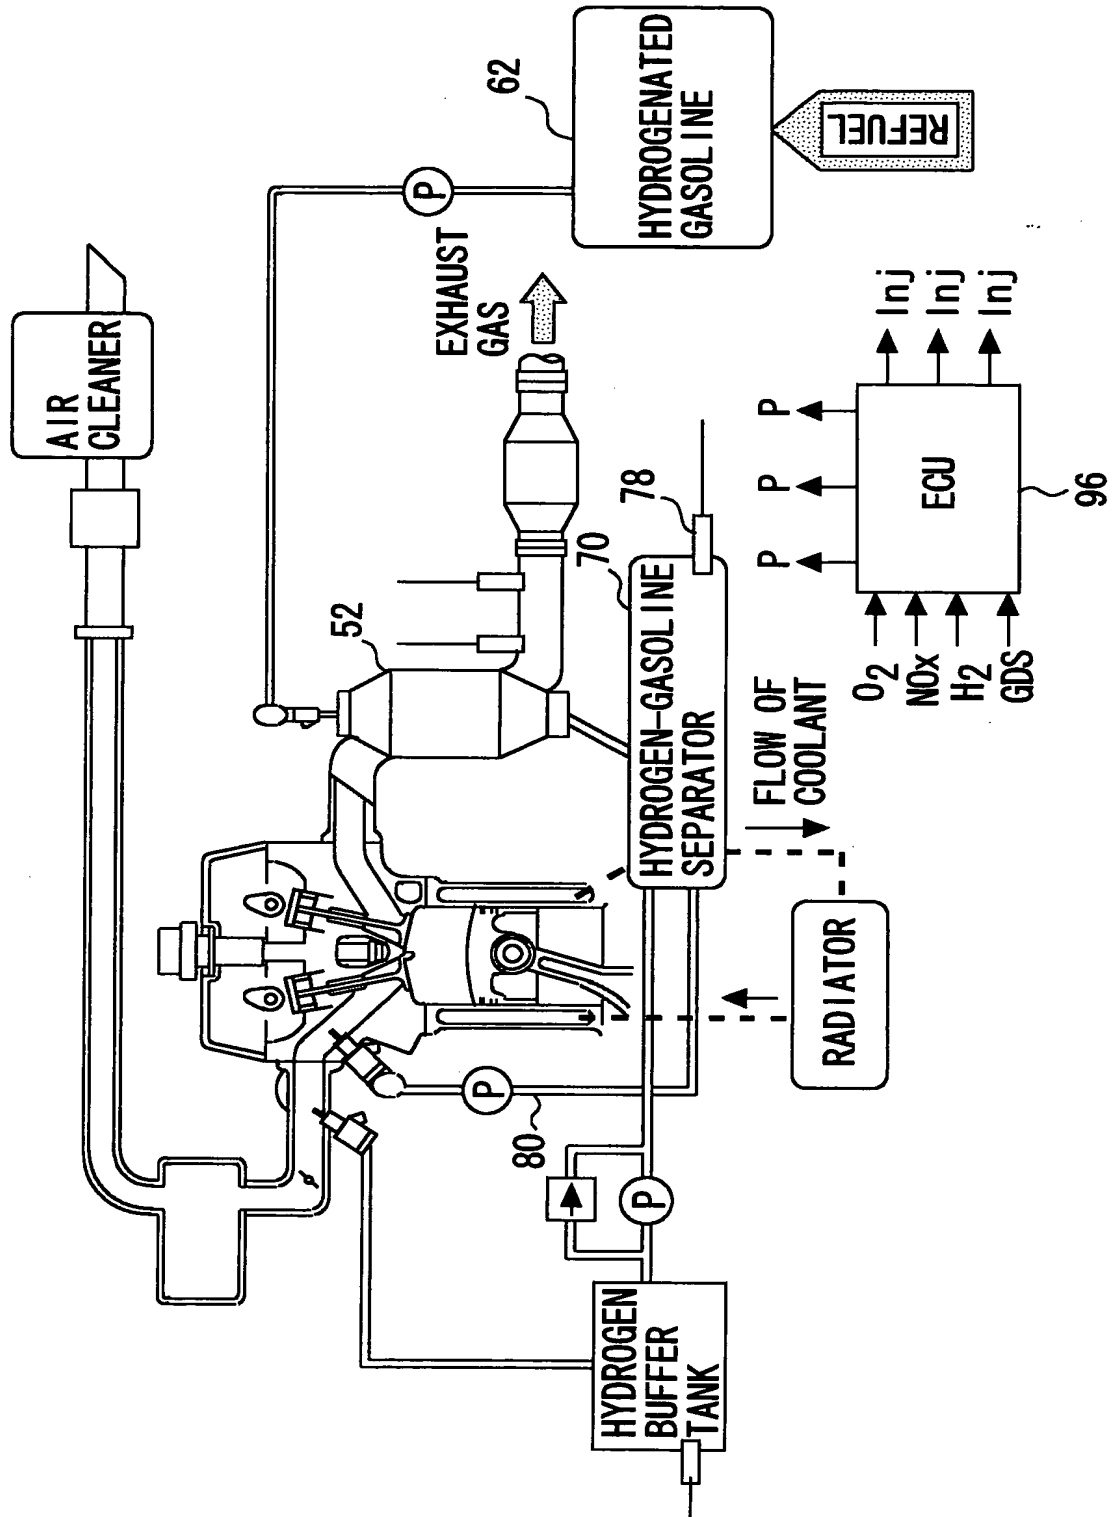 AIR
CLEANER
62
HYDROGENATED
GASOLINE
REFUEL
P
EXHAUST
GAS
52
70
78
HYDROGEN-GASOLINE
SEPARATOR
FLOW OF
COOLANT
RADIATOR
P
80
P
HYDROGEN
BUFFER
TANK
ECU
96
O2
NOx
H2
GDS
P
P
P
Inj
Inj
Inj